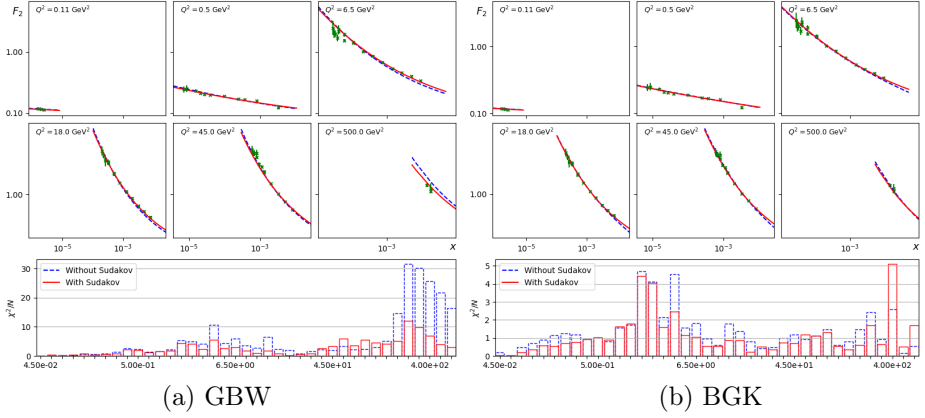 F₂
Q² =0.11 GeV²
Q² =0.5 GeV²
Q² =6.5 GeV²
1.00
0.10
Q² =18.0 GeV²
Q² =45.0 GeV²
Q² =500.0 GeV²
1.00
10⁻⁵
10⁻³
10⁻⁵
10⁻³
10⁻³
x
Without Sudakov
With Sudakov
χ²/N
30
20
10
0
4.50e-02
5.00e-01
6.50e+00
4.50e+01
4.00e+02
(a) GBW
F₂
Q² =0.11 GeV²
Q² =0.5 GeV²
Q² =6.5 GeV²
1.00
0.10
Q² =18.0 GeV²
Q² =45.0 GeV²
Q² =500.0 GeV²
1.00
10⁻⁵
10⁻³
10⁻⁵
10⁻³
10⁻³
x
Without Sudakov
With Sudakov
χ²/N
5
4
3
2
1
0
4.50e-02
5.00e-01
6.50e+00
4.50e+01
4.00e+02
(b) BGK